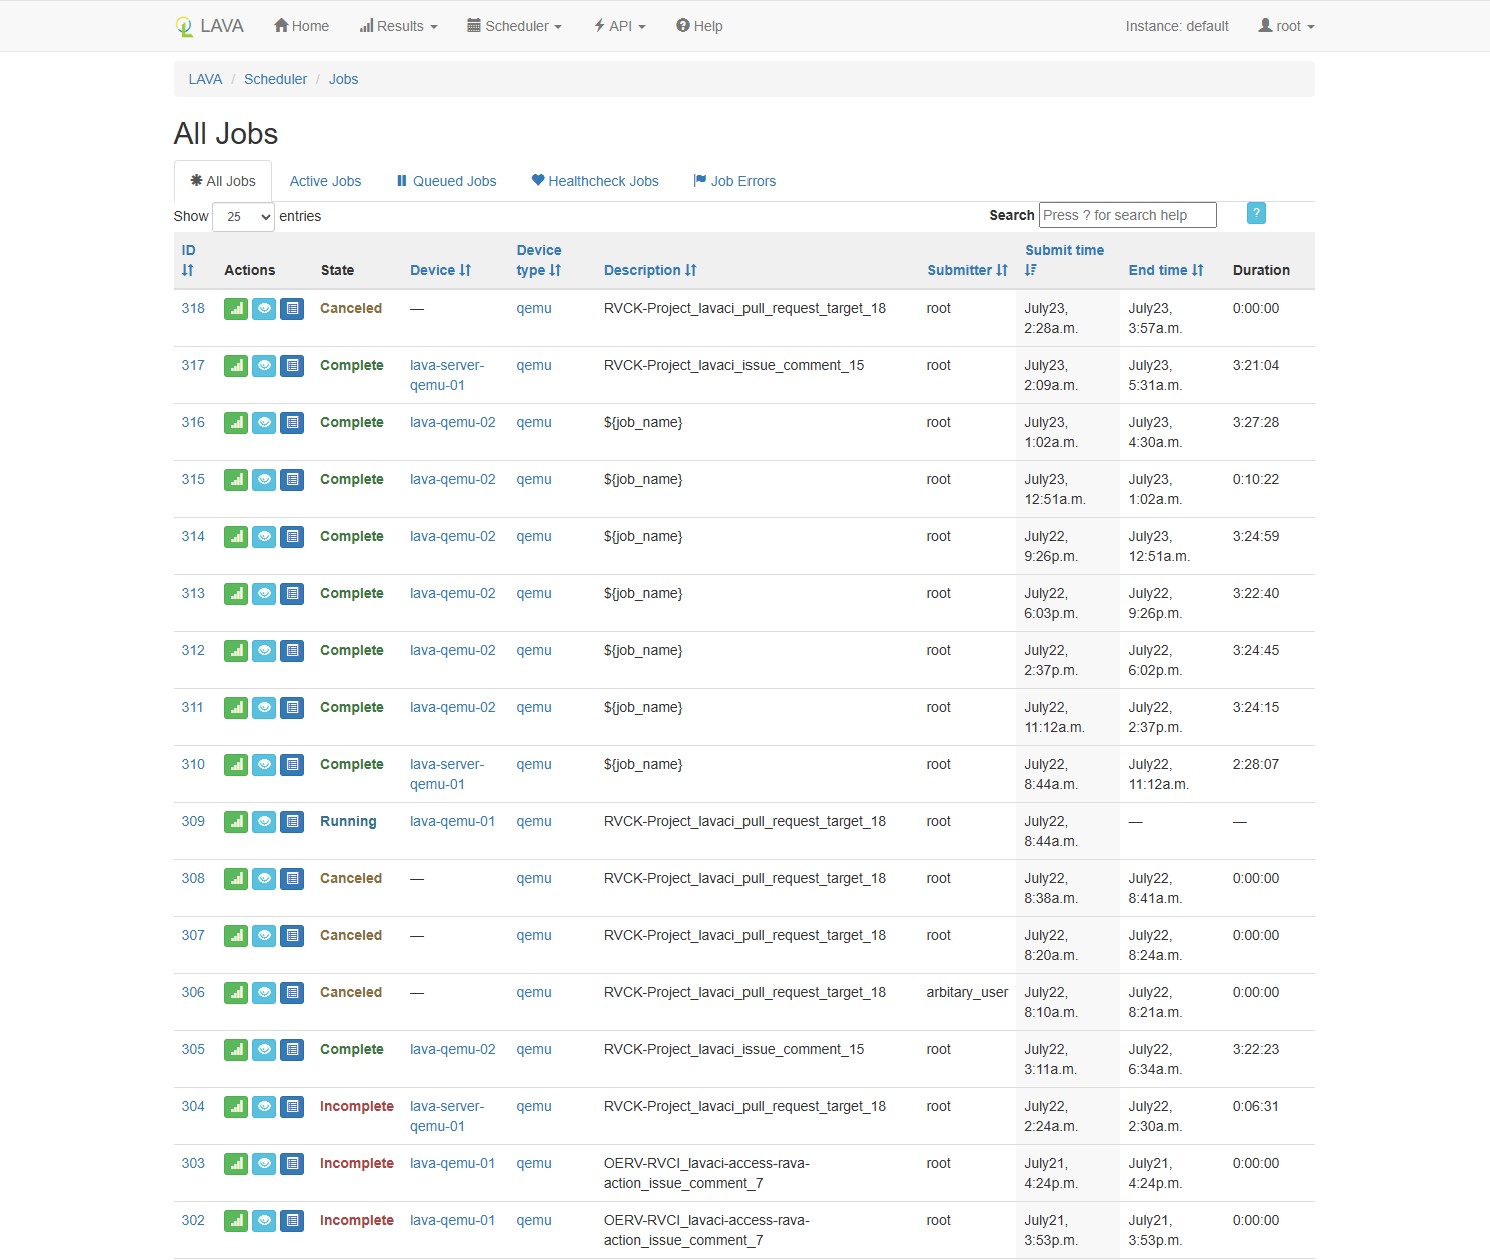 LAVA Home Results Scheduler API Help Instance: default root
LAVA / Scheduler / Jobs
All Jobs
All Jobs Active Jobs Queued Jobs Healthcheck Jobs Job Errors
Show 25 entries Search Press ? for search help ?
ID Actions State Device Device type Description Submitter Submit time End time Duration
318 Canceled — qemu RVCK-Project_lavaci_pull_request_target_18 root July23, 2:28a.m. July23, 3:57a.m. 0:00:00
317 Complete lava-server-qemu-01 qemu RVCK-Project_lavaci_issue_comment_15 root July23, 2:09a.m. July23, 5:31a.m. 3:21:04
316 Complete lava-qemu-02 qemu ${job_name} root July23, 1:02a.m. July23, 4:30a.m. 3:27:28
315 Complete lava-qemu-02 qemu ${job_name} root July23, 12:51a.m. July23, 1:02a.m. 0:10:22
314 Complete lava-qemu-02 qemu ${job_name} root July22, 9:26p.m. July23, 12:51a.m. 3:24:59
313 Complete lava-qemu-02 qemu ${job_name} root July22, 6:03p.m. July22, 9:26p.m. 3:22:40
312 Complete lava-qemu-02 qemu ${job_name} root July22, 2:37p.m. July22, 6:02p.m. 3:24:45
311 Complete lava-qemu-02 qemu ${job_name} root July22, 11:12a.m. July22, 2:37p.m. 3:24:15
310 Complete lava-server-qemu-01 qemu ${job_name} root July22, 8:44a.m. July22, 11:12a.m. 2:28:07
309 Running lava-qemu-01 qemu RVCK-Project_lavaci_pull_request_target_18 root July22, 8:44a.m. — —
308 Canceled — qemu RVCK-Project_lavaci_pull_request_target_18 root July22, 8:38a.m. July22, 8:41a.m. 0:00:00
307 Canceled — qemu RVCK-Project_lavaci_pull_request_target_18 root July22, 8:20a.m. July22, 8:24a.m. 0:00:00
306 Canceled — qemu RVCK-Project_lavaci_pull_request_target_18 arbitary_user July22, 8:10a.m. July22, 8:21a.m. 0:00:00
305 Complete lava-qemu-02 qemu RVCK-Project_lavaci_issue_comment_15 root July22, 3:11a.m. July22, 6:34a.m. 3:22:23
304 Incomplete lava-server-qemu-01 qemu RVCK-Project_lavaci_pull_request_target_18 root July22, 2:24a.m. July22, 2:30a.m. 0:06:31
303 Incomplete lava-qemu-01 qemu OERV-RVCI_lavaci-access-rava-action_issue_comment_7 root July21, 4:24p.m. July21, 4:24p.m. 0:00:00
302 Incomplete lava-qemu-01 qemu OERV-RVCI_lavaci-access-rava-action_issue_comment_7 root July21, 3:53p.m. July21, 3:53p.m. 0:00:00